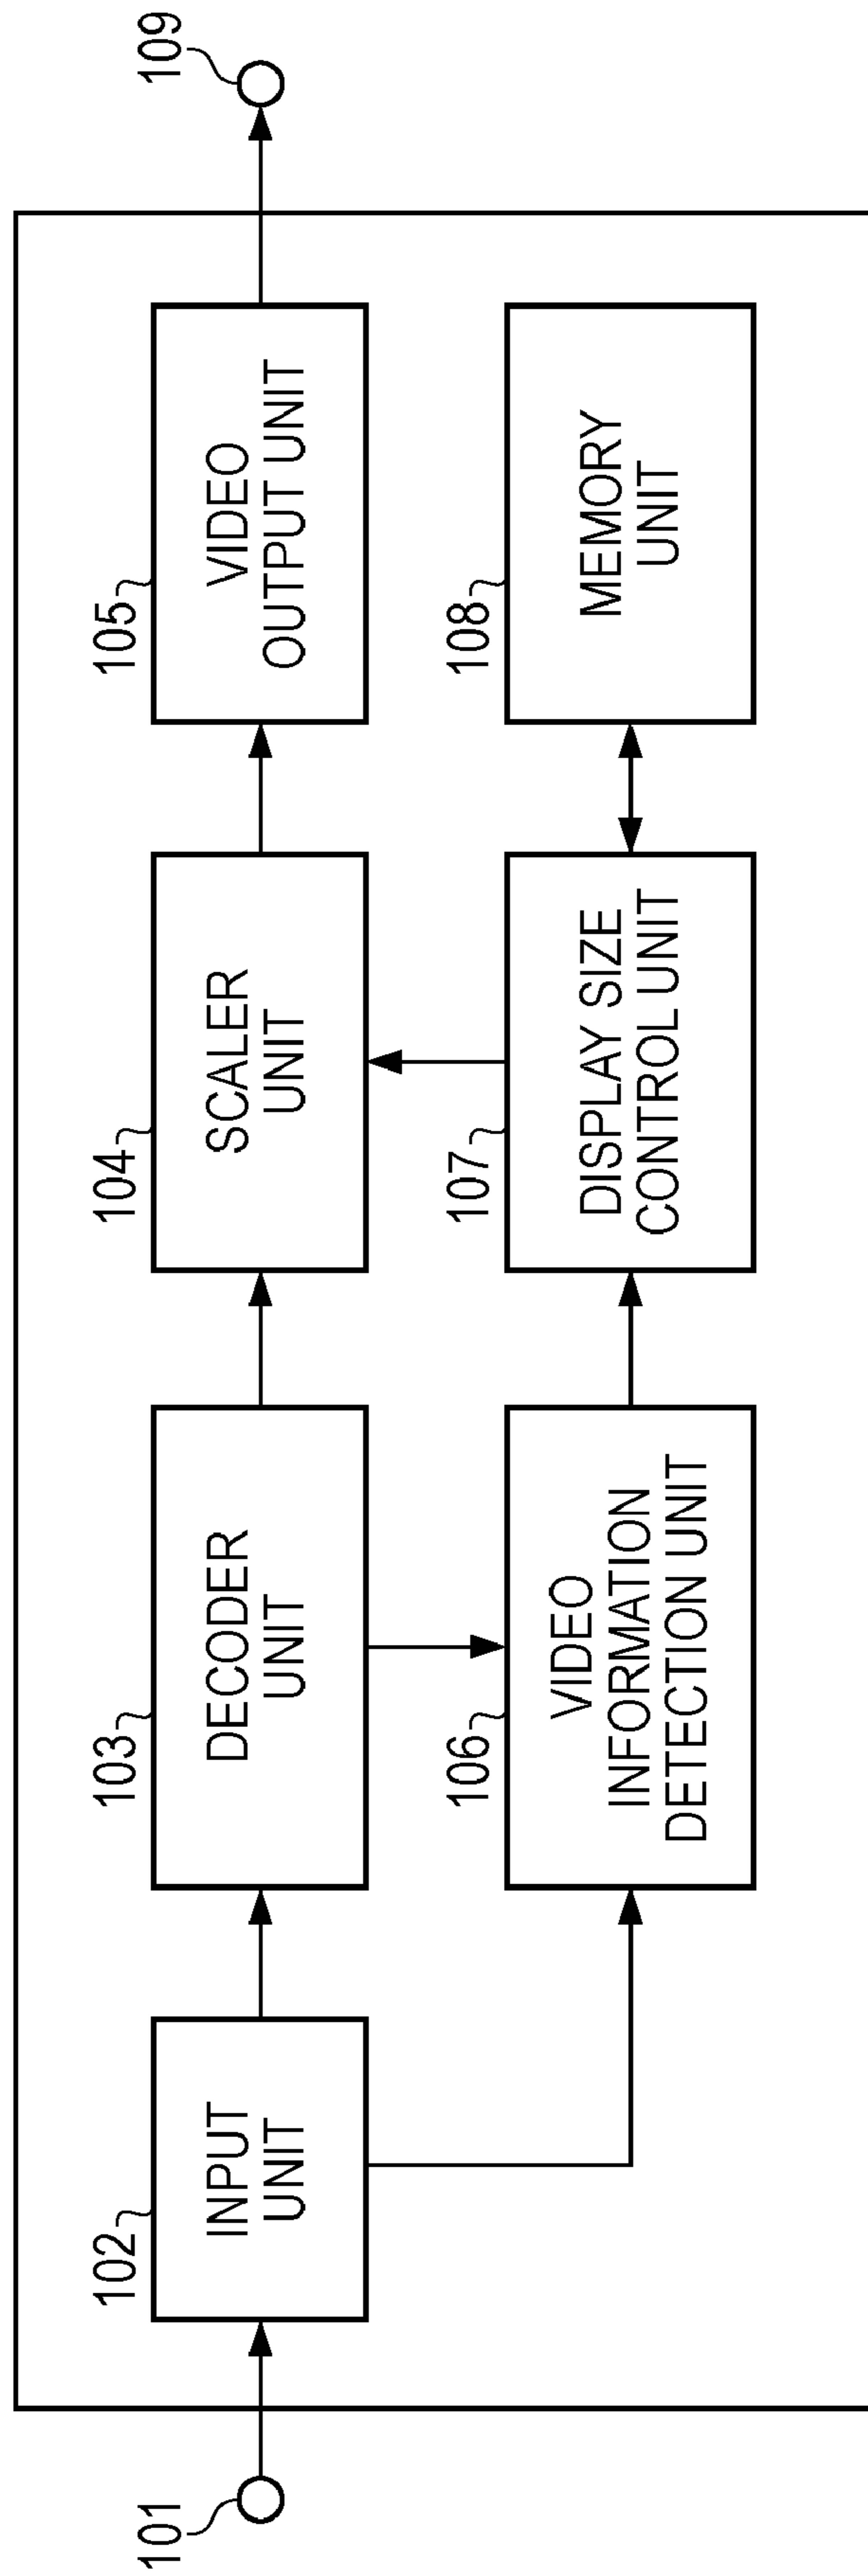 101
102
INPUT
UNIT
103
DECODER
UNIT
104
SCALER
UNIT
105
VIDEO
OUTPUT UNIT
109
106
VIDEO
INFORMATION
DETECTION UNIT
107
DISPLAY SIZE
CONTROL UNIT
108
MEMORY
UNIT